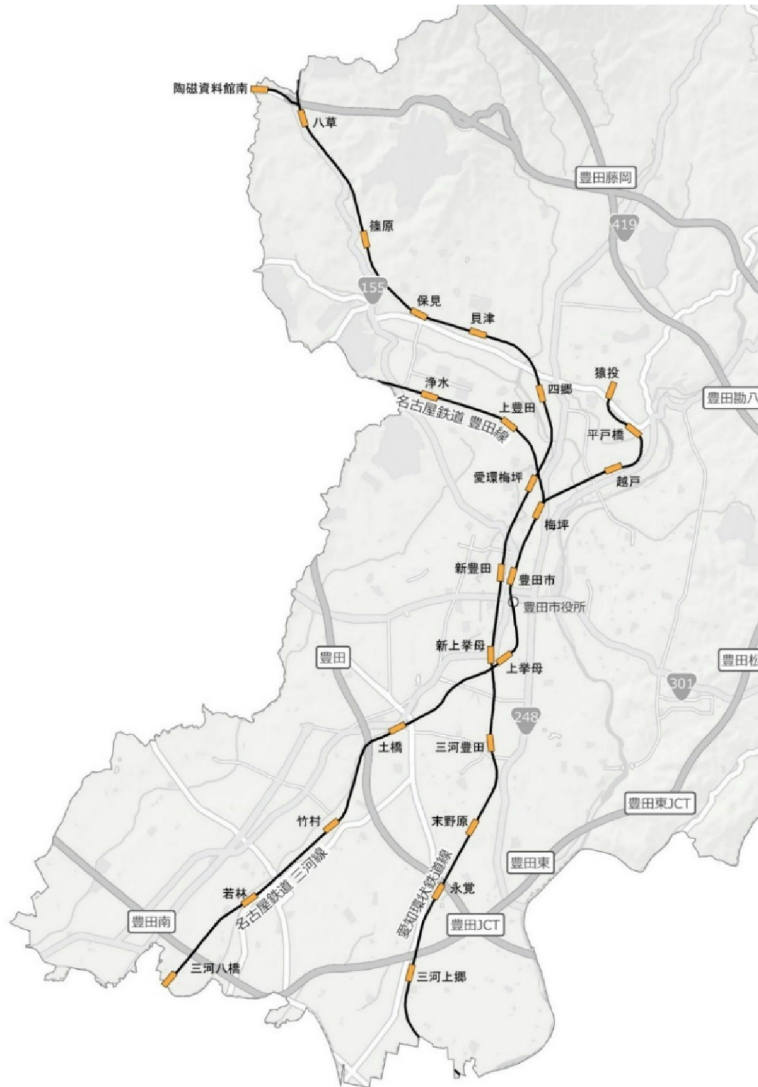 陶磁資料館南
八草
豊田藤岡
419
篠原
155
保見
貝津
猿投
浄水
四郷
豊田勘八
上豊田
名古屋鉄道 豊田線
平戸橋
愛環梅坪
越戸
梅坪
新豊田
豊田市
豊田市役所
新上挙母
豊田
上挙母
豊田松
301
248
土橋
三河豊田
豊田東JCT
竹村
末野原
豊田東
名古屋鉄道 三河線
愛知環状鉄道線
若林
永覚
豊田南
豊田JCT
三河八橋
三河上郷